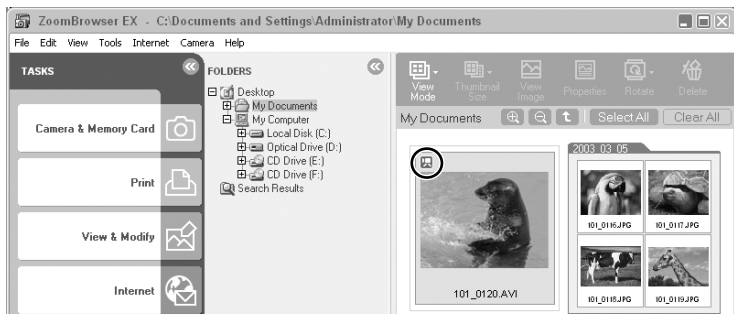 ZoomBrowser EX - C:\Documents and Settings\Administrator\My Documents
File Edit View Tools Internet Camera Help
TASKS
Camera & Memory Card
Print
View & Modify
Internet
FOLDERS
Desktop
My Documents
My Computer
Local Disk (C:)
Optical Drive (D:)
CD Drive (E:)
CD Drive (F:)
Search Results
View Mode
Thumbnail Size
View Image
Properties
Rotate
Delete
My Documents
Select All
Clear All
101_0120.AVI
2003_03_05
101_0116.JPG
101_0117.JPG
101_0118.JPG
101_0119.JPG